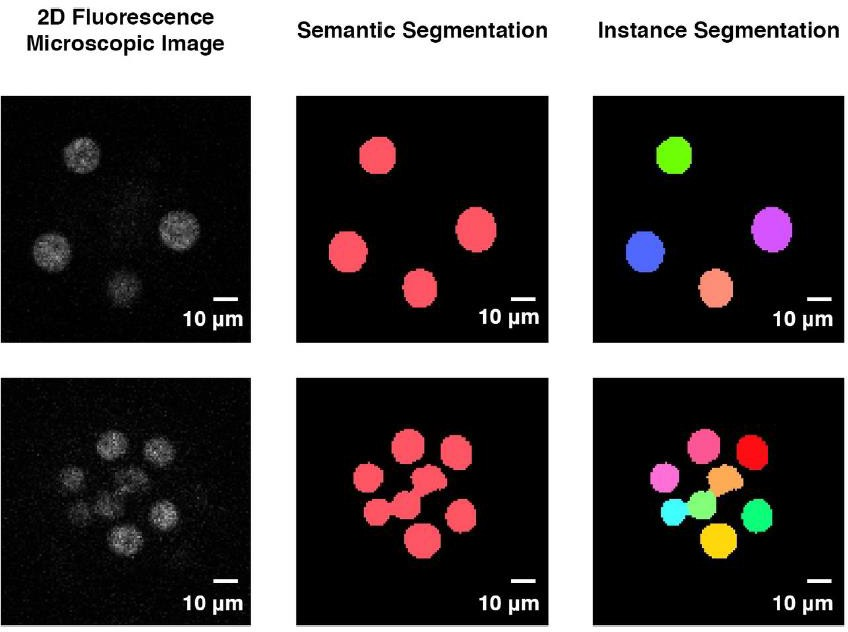 2D Fluorescence
Microscopic Image
Semantic Segmentation
Instance Segmentation
10 µm
10 µm
10 µm
10 µm
10 µm
10 µm